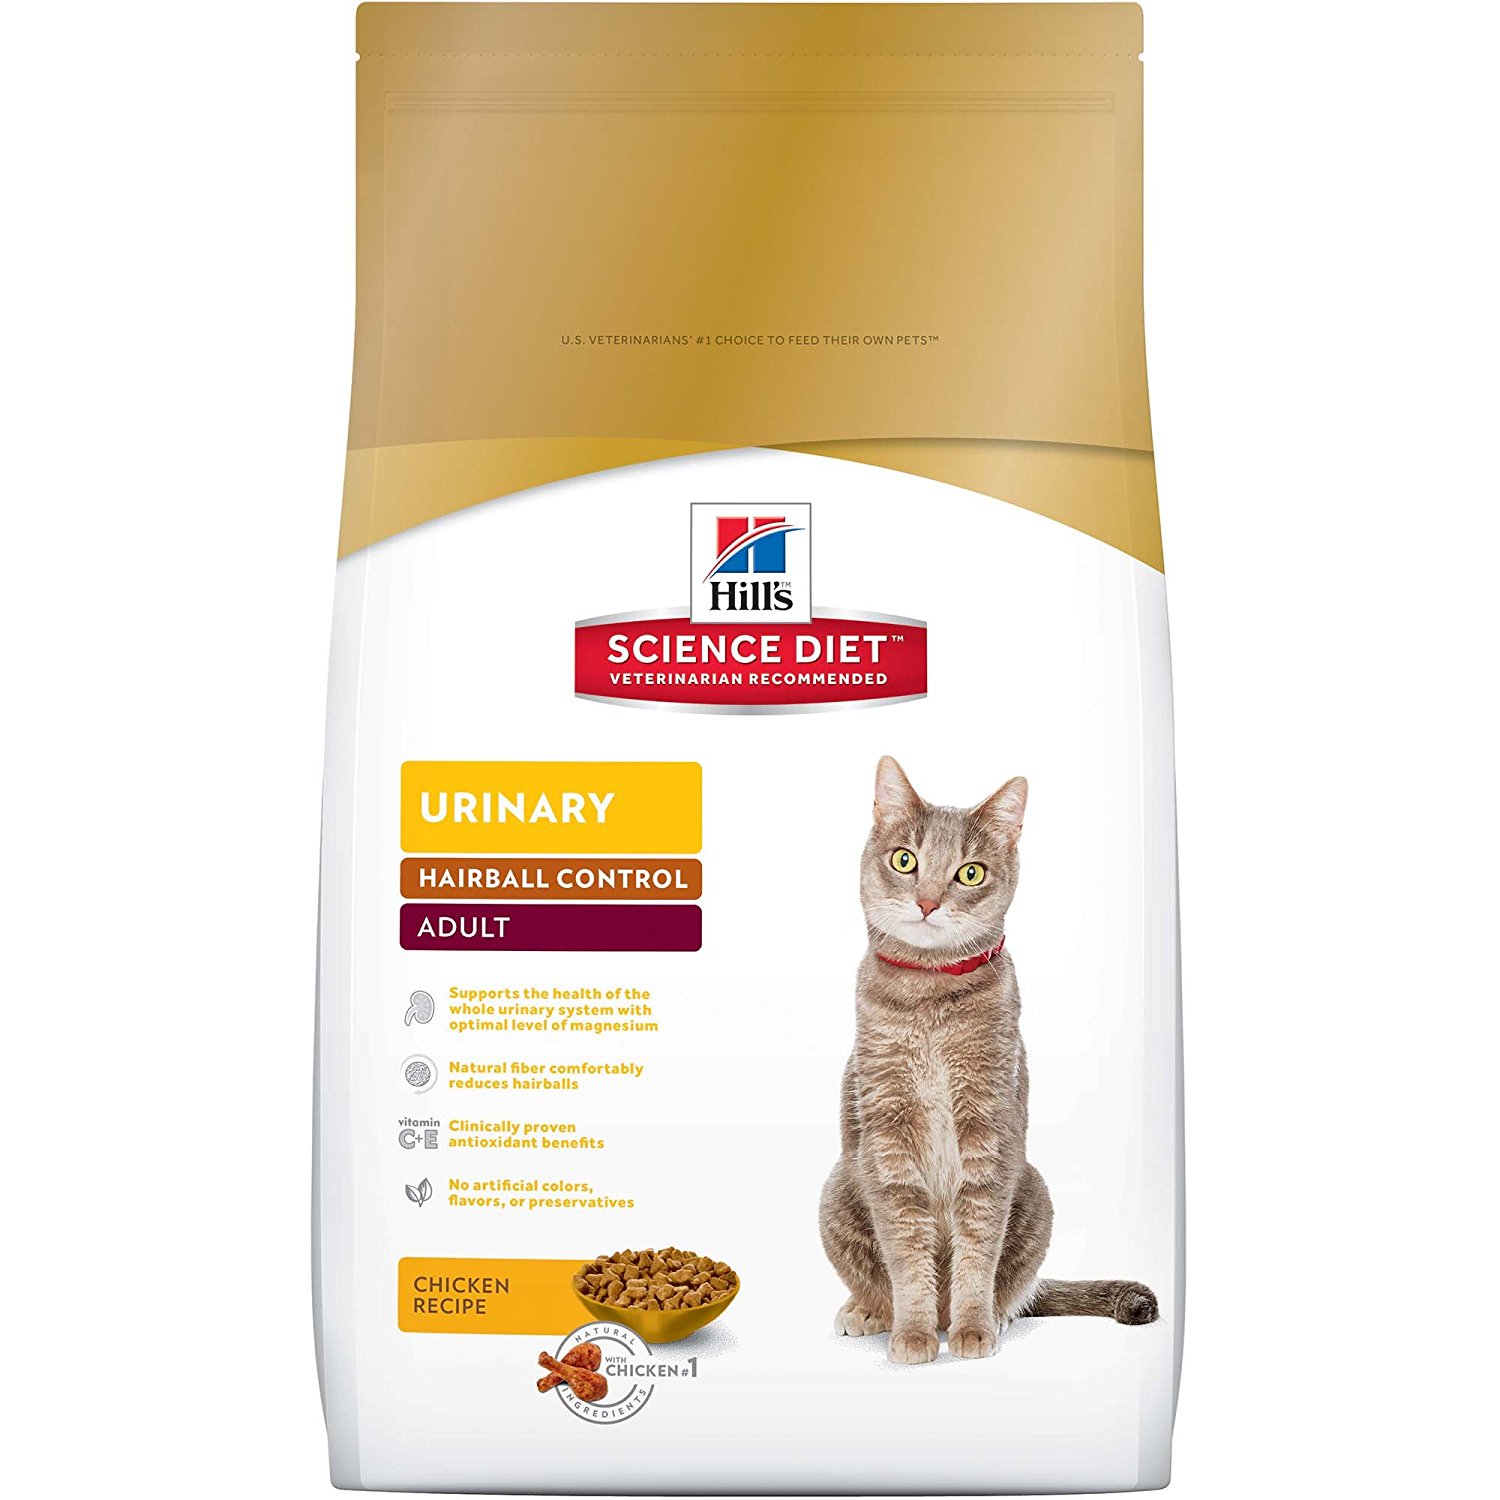 U.S. VETERINARIANS' #1 CHOICE TO FEED THEIR OWN PETS™
Hill's™
SCIENCE DIET™
VETERINARIAN RECOMMENDED
URINARY
HAIRBALL CONTROL
ADULT
Supports the health of the
whole urinary system with
optimal level of magnesium
Natural fiber comfortably
reduces hairballs
vitamin
C+E
Clinically proven
antioxidant benefits
No artificial colors,
flavors, or preservatives
CHICKEN
RECIPE
NATURAL
WITH
CHICKEN #1
INGREDIENTS